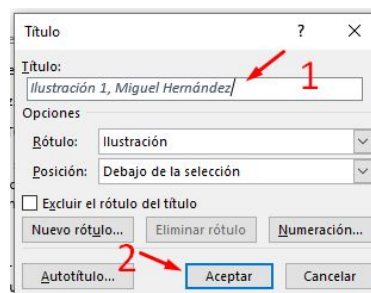 Título ? ×
Título:
Ilustración 1, Miguel Hernández
1
Opciones
Rótulo: Ilustración
Posición: Debajo de la selección
Excluir el rótulo del título
Nuevo rótulo... Eliminar rótulo Numeración...
2
Autotítulo... Aceptar Cancelar